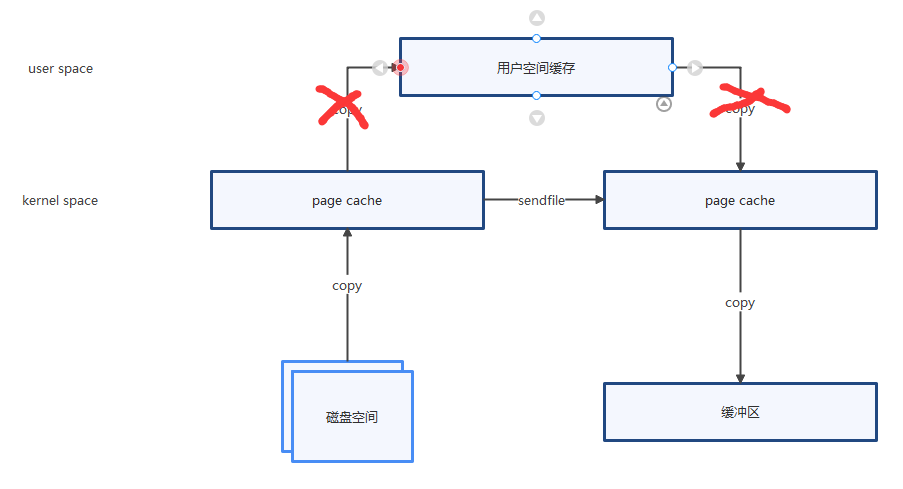 user space
用户空间缓存
copy
copy
kernel space
page cache
sendfile
page cache
copy
copy
磁盘空间
缓冲区